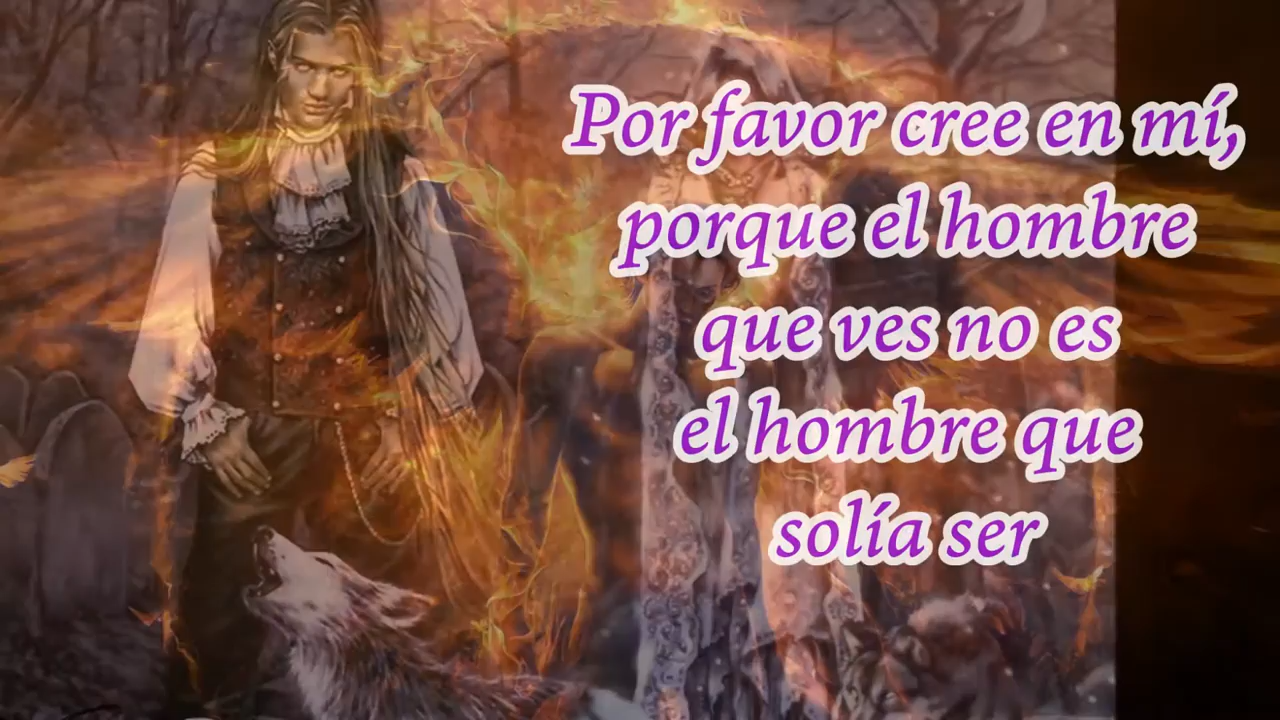 Por favor cree en mí,
porque el hombre
que ves no es
el hombre que
solía ser